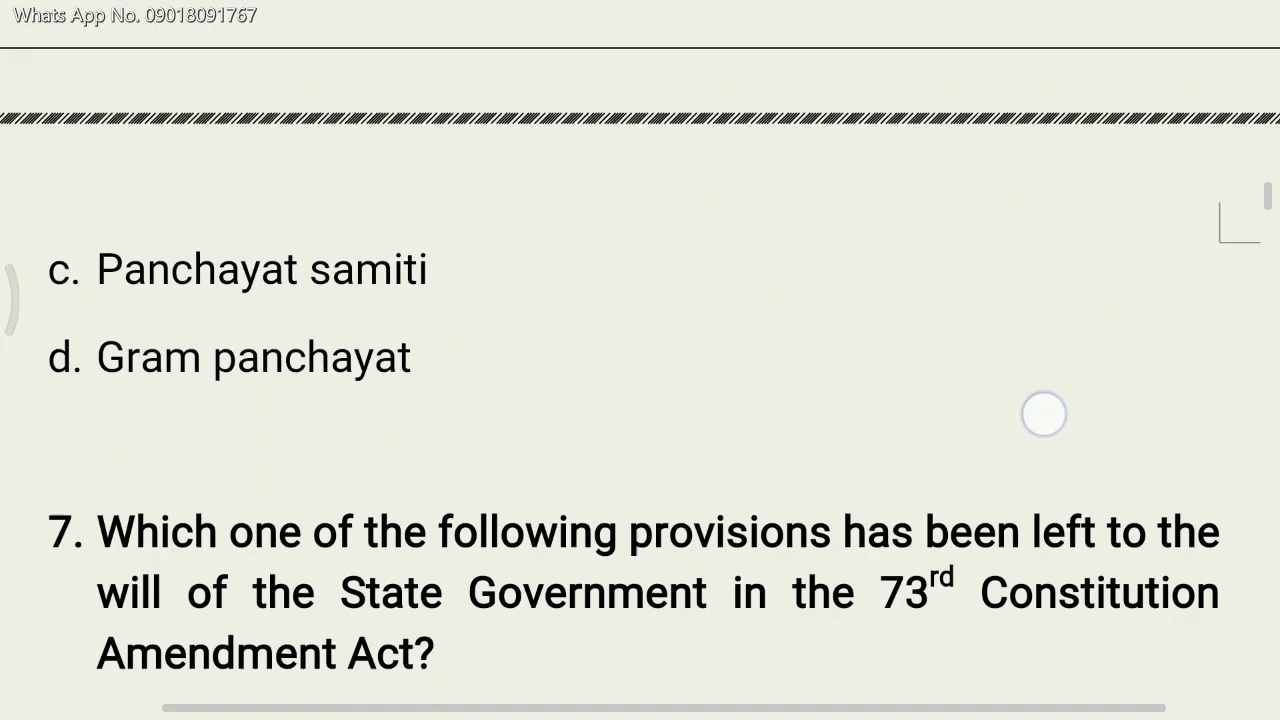 Whats App No. 09018091767
c. Panchayat samiti
d. Gram panchayat
7. Which one of the following provisions has been left to the
will of the State Government in the 73rd Constitution
Amendment Act?